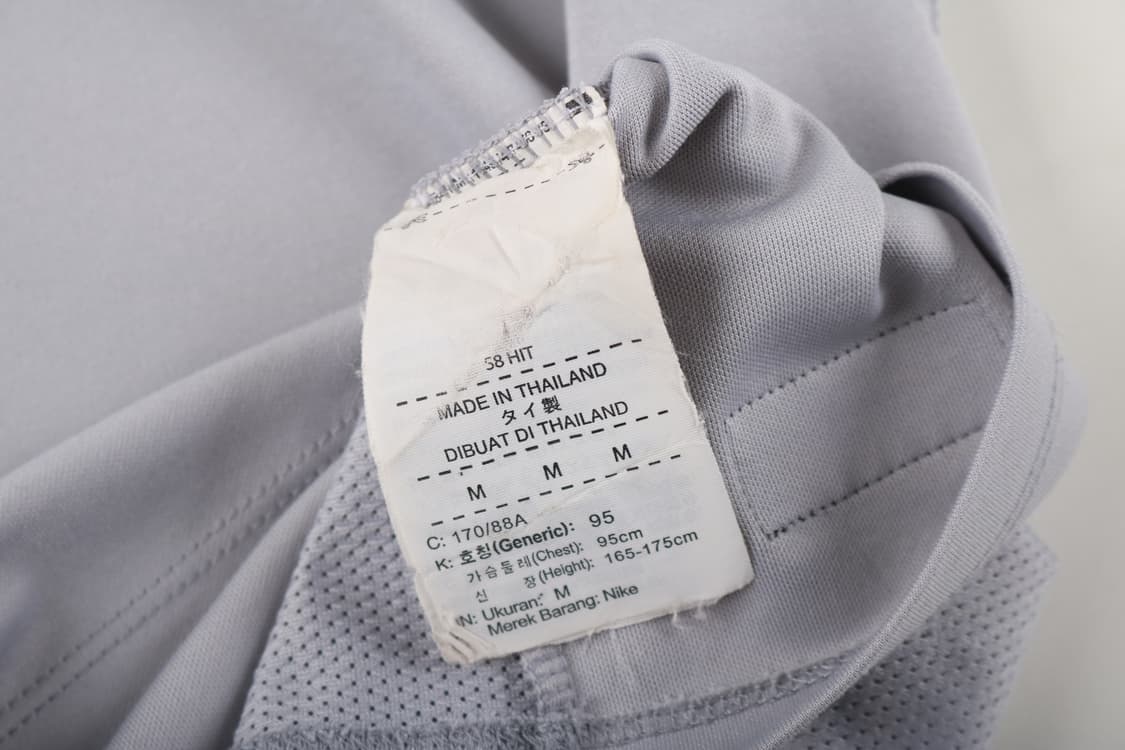 58 HIT
MADE IN THAILAND
タイ製
DIBUAT DI THAILAND
M M M
C: 170/88A
K: 호칭(Generic): 95
가슴둘레(Chest): 95cm
신 장(Height): 165-175cm
N: Ukuran: M
Merek Barang: Nike